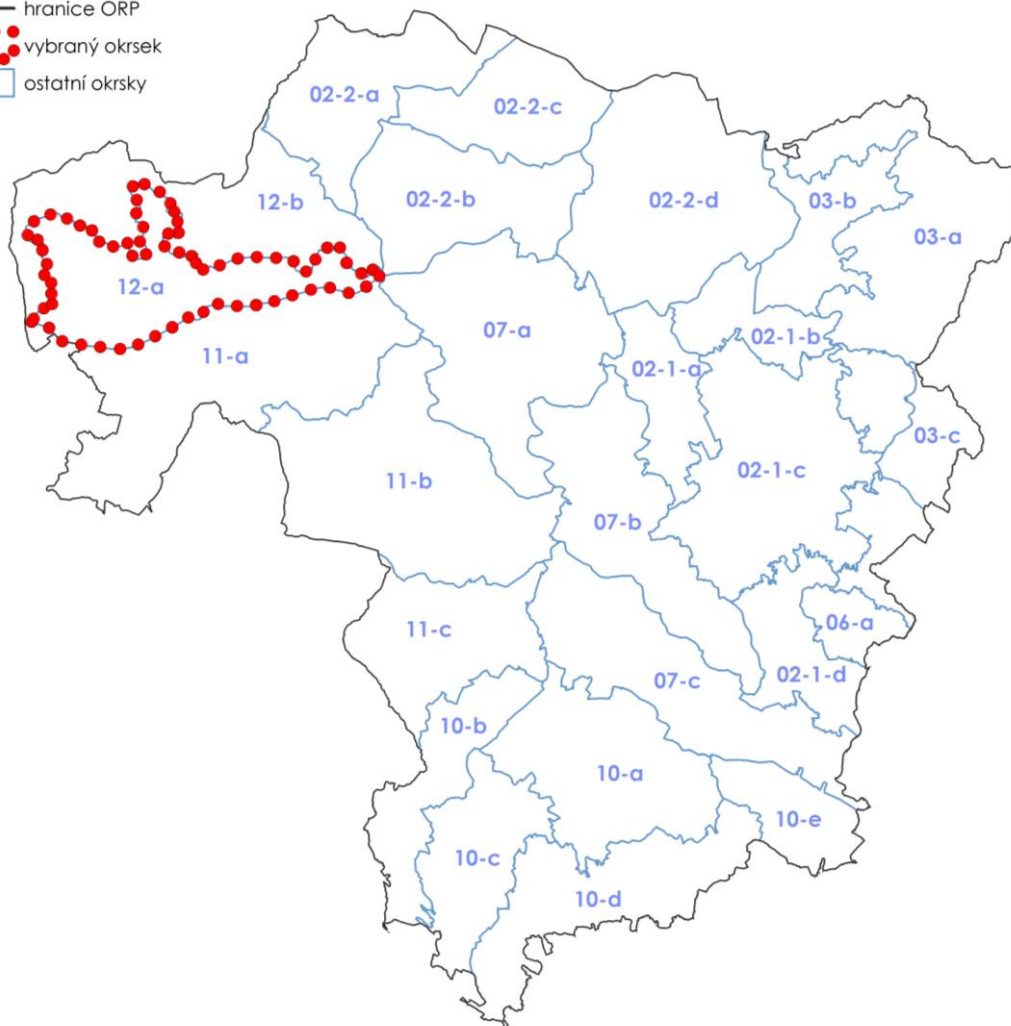 hranice ORP
vybraný okrsek
ostatní okrsky
02-2-a
02-2-c
12-b
02-2-b
02-2-d
03-b
03-a
12-a
07-a
02-1-b
11-a
02-1-a
03-c
11-b
02-1-c
07-b
06-a
11-c
02-1-d
07-c
10-b
10-a
10-e
10-c
10-d